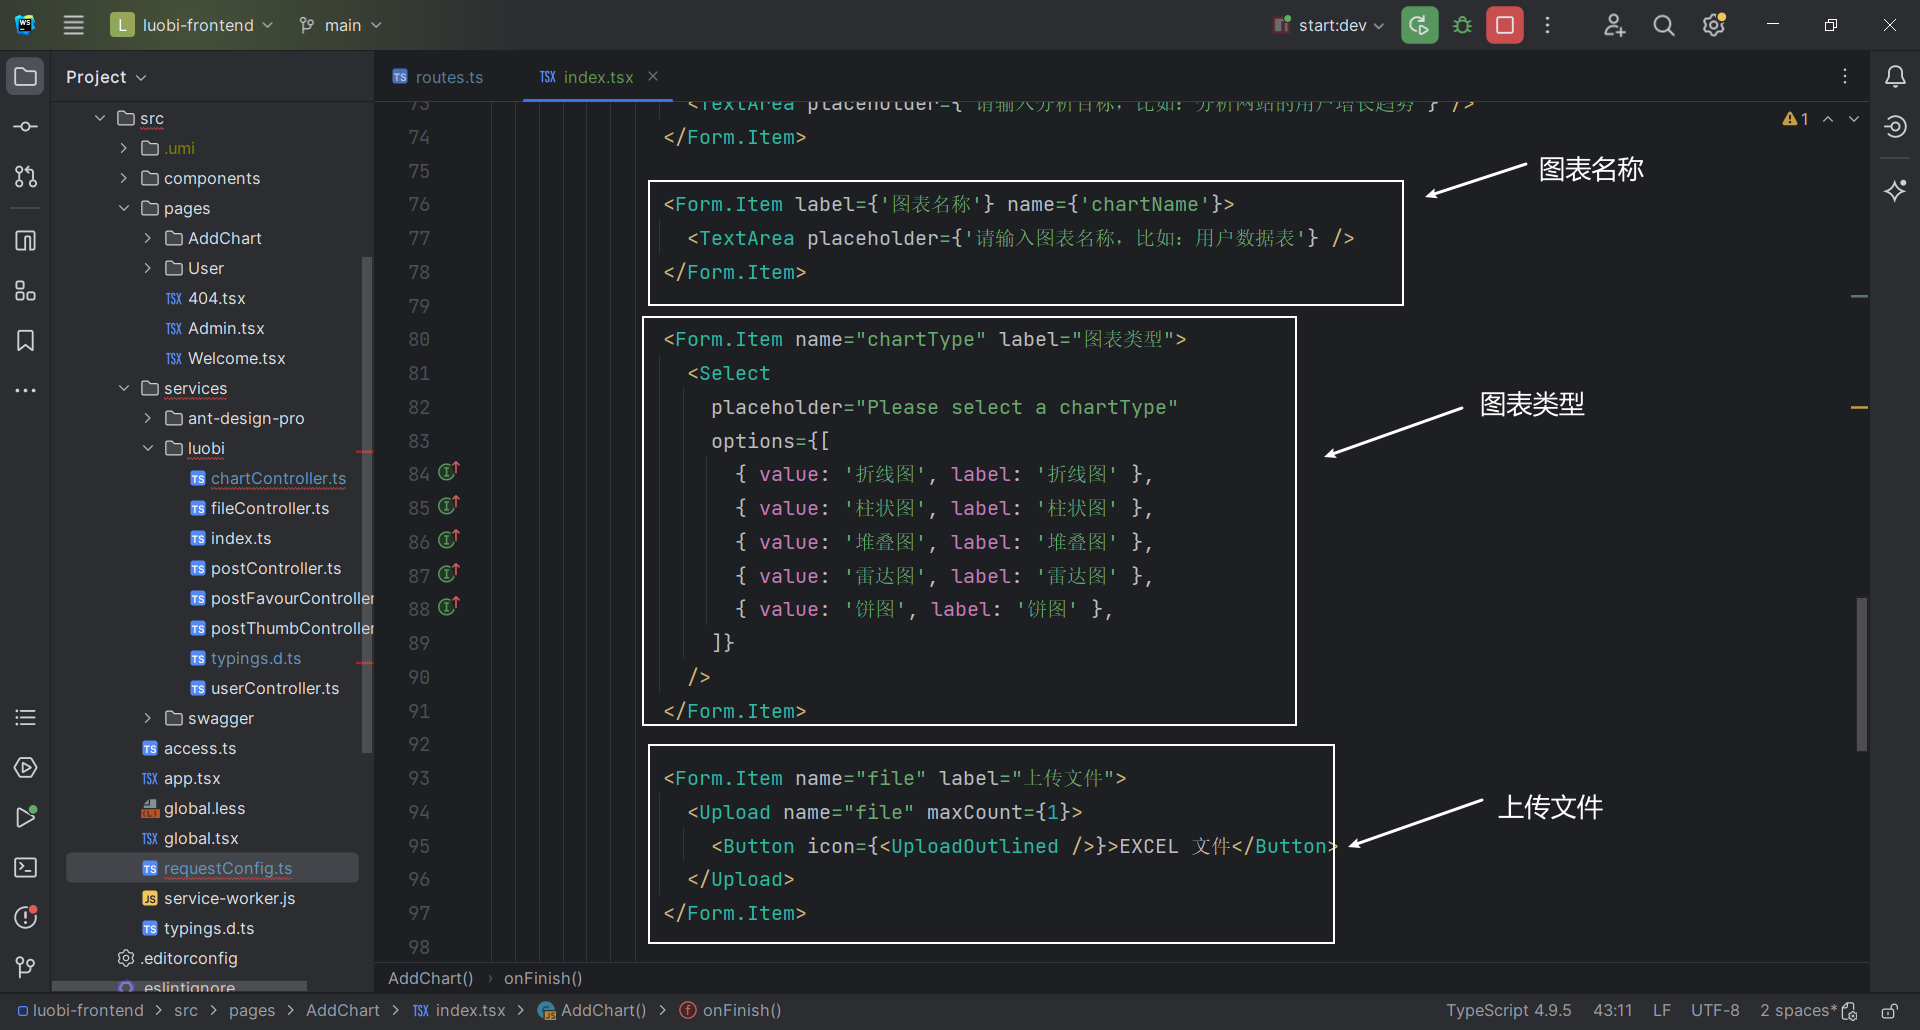 L luobi-frontend main start:dev
Project
routes.ts index.tsx
src
.umi
components
pages
AddChart
User
404.tsx
Admin.tsx
Welcome.tsx
services
ant-design-pro
luobi
chartController.ts
fileController.ts
index.ts
postController.ts
postFavourController
postThumbController
typings.d.ts
userController.ts
swagger
access.ts
app.tsx
global.less
global.tsx
requestConfig.ts
service-worker.js
typings.d.ts
.editorconfig
.eslintignore
1
73 <TextArea placeholder={'请输入分析目标，比如：分析网站的用户增长趋势'} />
74 </Form.Item>
75
76 <Form.Item label={'图表名称'} name={'chartName'}>
77 <TextArea placeholder={'请输入图表名称，比如：用户数据表'} />
78 </Form.Item>
79
80 <Form.Item name="chartType" label="图表类型">
81 <Select
82 placeholder="Please select a chartType"
83 options={[
84 { value: '折线图', label: '折线图' },
85 { value: '柱状图', label: '柱状图' },
86 { value: '堆叠图', label: '堆叠图' },
87 { value: '雷达图', label: '雷达图' },
88 { value: '饼图', label: '饼图' },
89 ]}
90 />
91 </Form.Item>
92
93 <Form.Item name="file" label="上传文件">
94 <Upload name="file" maxCount={1}>
95 <Button icon={<UploadOutlined />}>EXCEL 文件</Button>
96 </Upload>
97 </Form.Item>
98
图表名称
图表类型
上传文件
AddChart() › onFinish()
luobi-frontend > src > pages > AddChart > index.tsx > AddChart() > onFinish()
TypeScript 4.9.5 43:11 LF UTF-8 2 spaces*